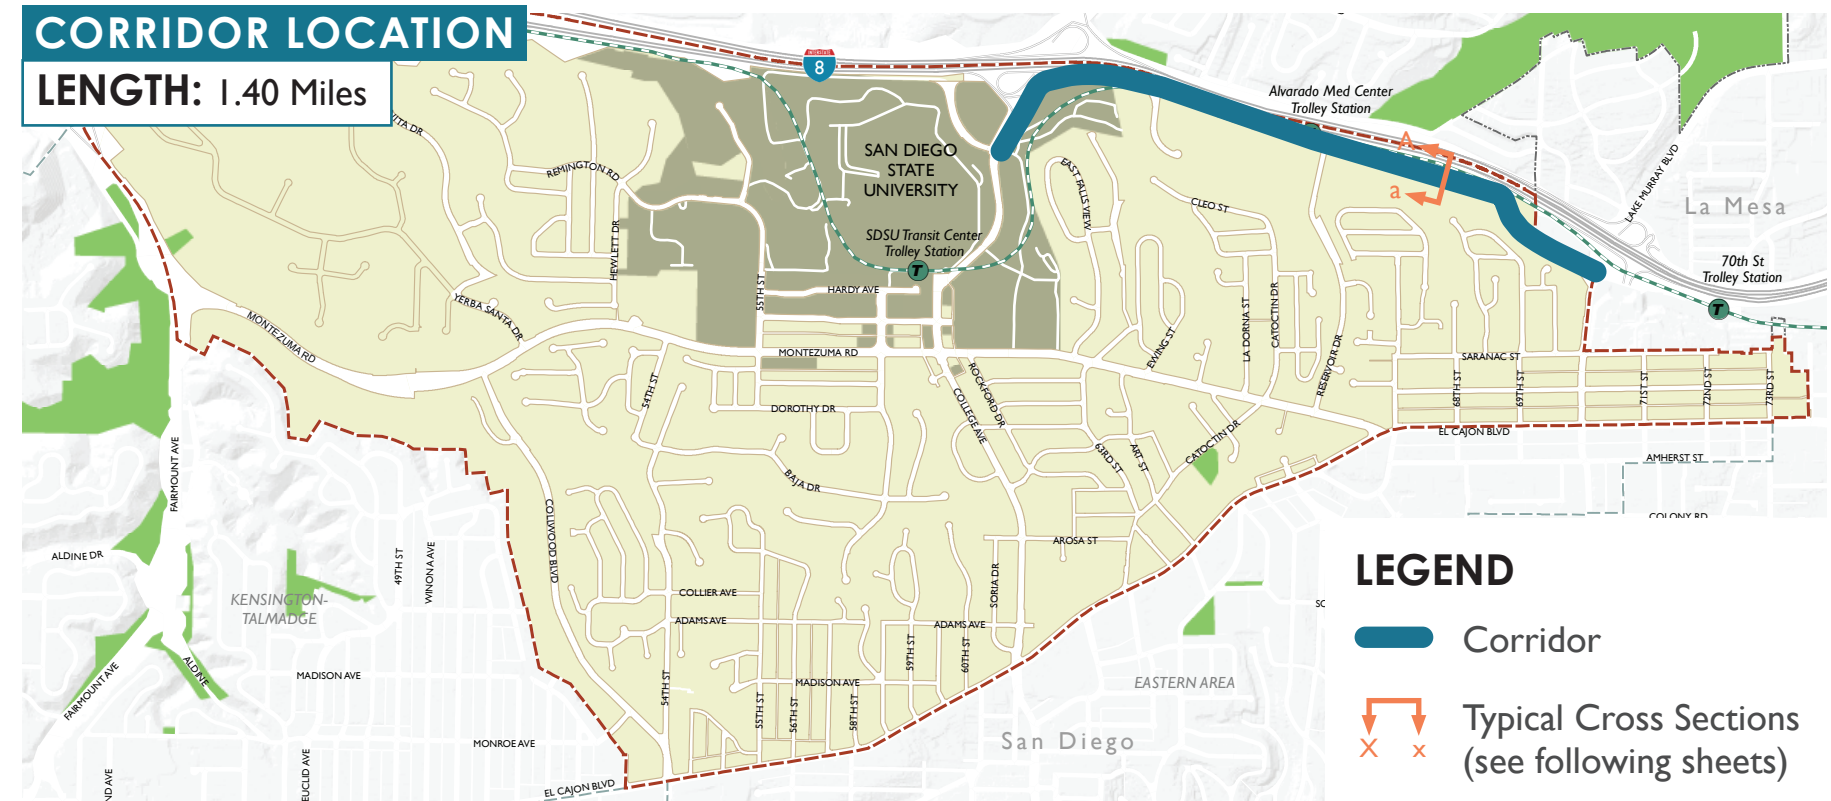 CORRIDOR LOCATION
LENGTH: 1.40 Miles
INTERSTATE
8
Alvarado Med Center
Trolley Station
A
a
LAKE MURRAY BLVD
La Mesa
70th St
Trolley Station
T
SAN DIEGO
STATE
UNIVERSITY
SDSU Transit Center
Trolley Station
T
REMINGTON RD
HEWLETT DR
55TH ST
HARDY AVE
EAST FALLS VIEW
CLEO ST
YERBA SANTA DR
MONTEZUMA RD
MONTEZUMA RD
EWING ST
LA DORNA ST
CATOCTIN DR
RESERVOIR DR
SARANAC ST
68TH ST
69TH ST
71ST ST
72ND ST
73RD ST
54TH ST
DOROTHY DR
ROCKFORD DR
COLLEGE AVE
63RD ST
ART ST
CATOCTIN DR
EL CAJON BLVD
AMHERST ST
COLONY RD
FAIRMOUNT AVE
BAJA DR
COLLWOOD BLVD
AROSA ST
ALDINE DR
49TH ST
WINONA AVE
KENSINGTON-
TALMADGE
COLLIER AVE
ADAMS AVE
ADAMS AVE
SORIA DR
59TH ST
60TH ST
FAIRMOUNT AVE
ALDINE
MADISON AVE
54TH ST
MADISON AVE
55TH ST
56TH ST
58TH ST
EASTERN AREA
San Diego
MONROE AVE
EUCLID AVE
EL CAJON BLVD
LEGEND
Corridor
X x
Typical Cross Sections
(see following sheets)